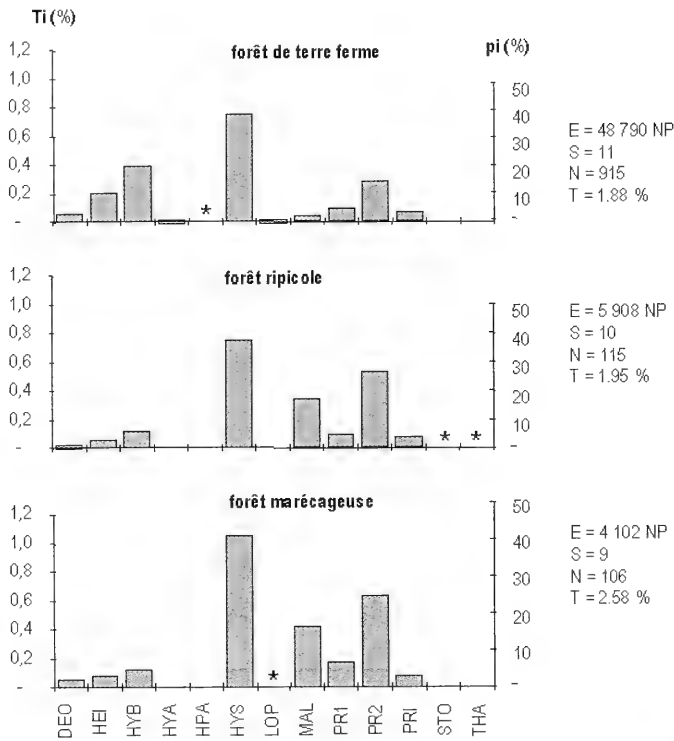 Ti (%)
forêt de terre ferme
pi (%)
1,2
1,0
0,8
0,6
0,4
0,2
-
*
50
40
30
20
10
-
E = 48 790 NP
S = 11
N = 915
T = 1.88 %
forêt ripicole
1,2
1,0
0,8
0,6
0,4
0,2
-
* *
50
40
30
20
10
-
E = 5 908 NP
S = 10
N = 115
T = 1.95 %
forêt marécageuse
1,2
1,0
0,8
0,6
0,4
0,2
-
*
50
40
30
20
10
-
E = 4 102 NP
S = 9
N = 106
T = 2.58 %
DEO
HEI
HYB
HYA
HPA
HYS
LOP
MAL
PR1
PR2
PRI
STO
THA